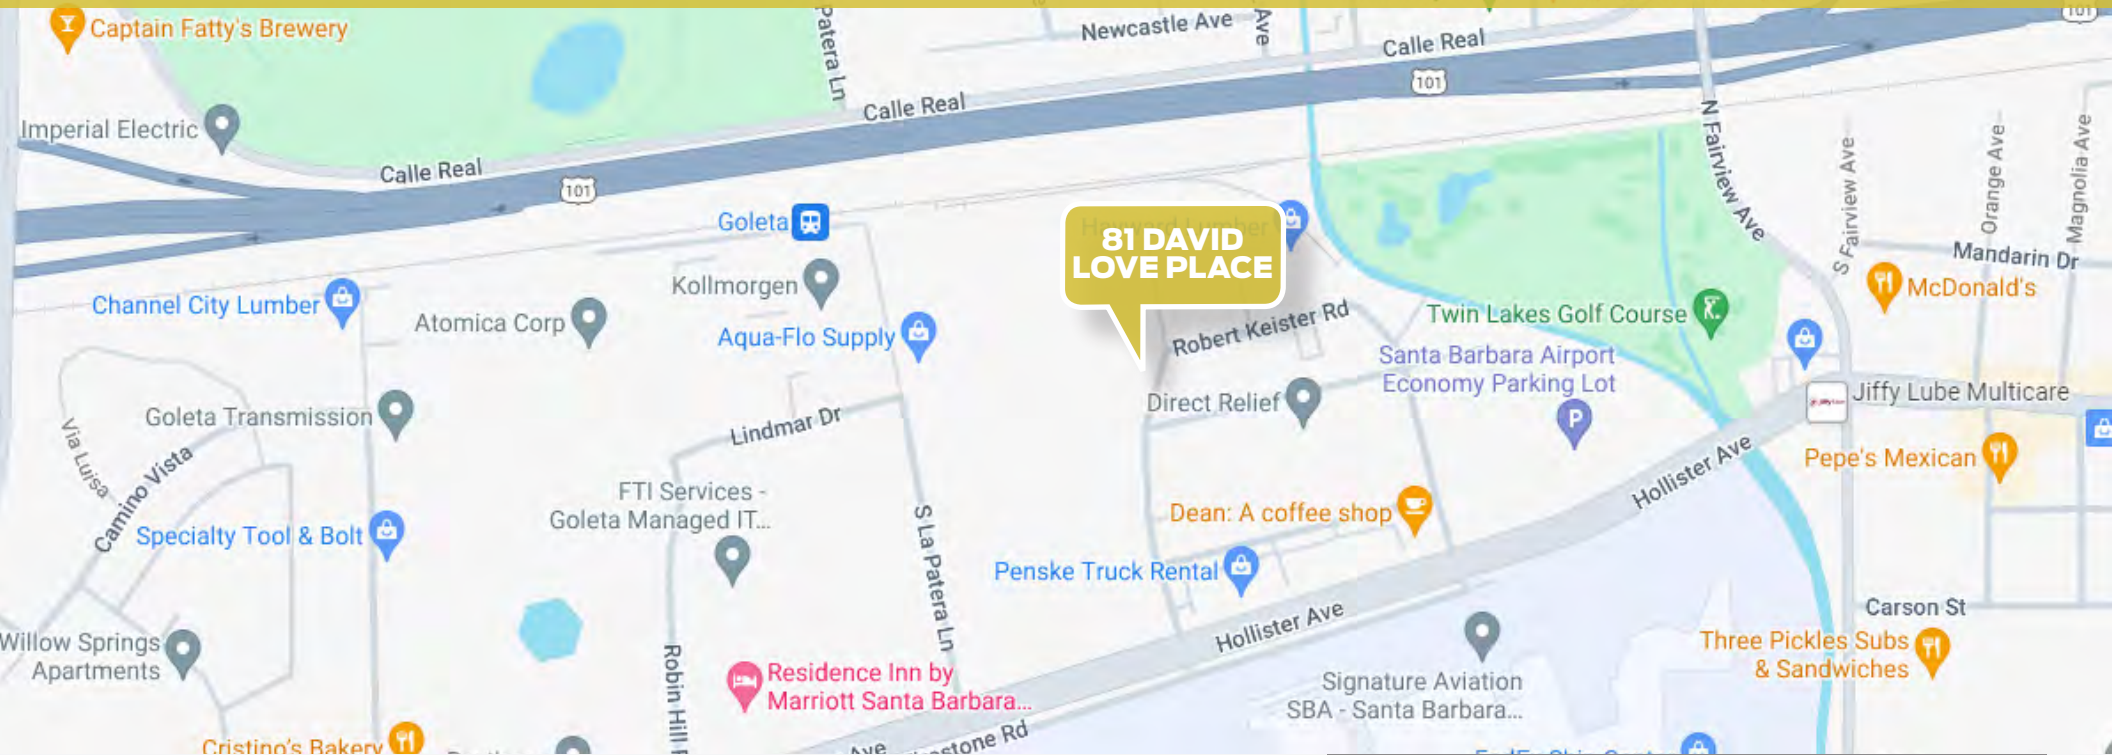 Captain Fatty's Brewery
Patera Ln
Newcastle Ave
Ave
Calle Real
101
101
Calle Real
Imperial Electric
Calle Real
101
N Fairview Ave
S Fairview Ave
Orange Ave
Magnolia Ave
Goleta
81 DAVID
LOVE PLACE
Mandarin Dr
McDonald's
Kollmorgen
Channel City Lumber
Atomica Corp
Aqua-Flo Supply
Robert Keister Rd
Twin Lakes Golf Course
Santa Barbara Airport
Economy Parking Lot
P
Jiffy Lube Multicare
Direct Relief
Goleta Transmission
Lindmar Dr
Via Luisa
Camino Vista
Hollister Ave
Pepe's Mexican
FTI Services -
Goleta Managed IT...
Dean: A coffee shop
Specialty Tool & Bolt
S La Patera Ln
Penske Truck Rental
Hollister Ave
Carson St
Willow Springs
Apartments
Three Pickles Subs
& Sandwiches
Robin Hill
Residence Inn by
Marriott Santa Barbara...
Signature Aviation
SBA - Santa Barbara...
Cristino's Bakery
Ave
stone Rd